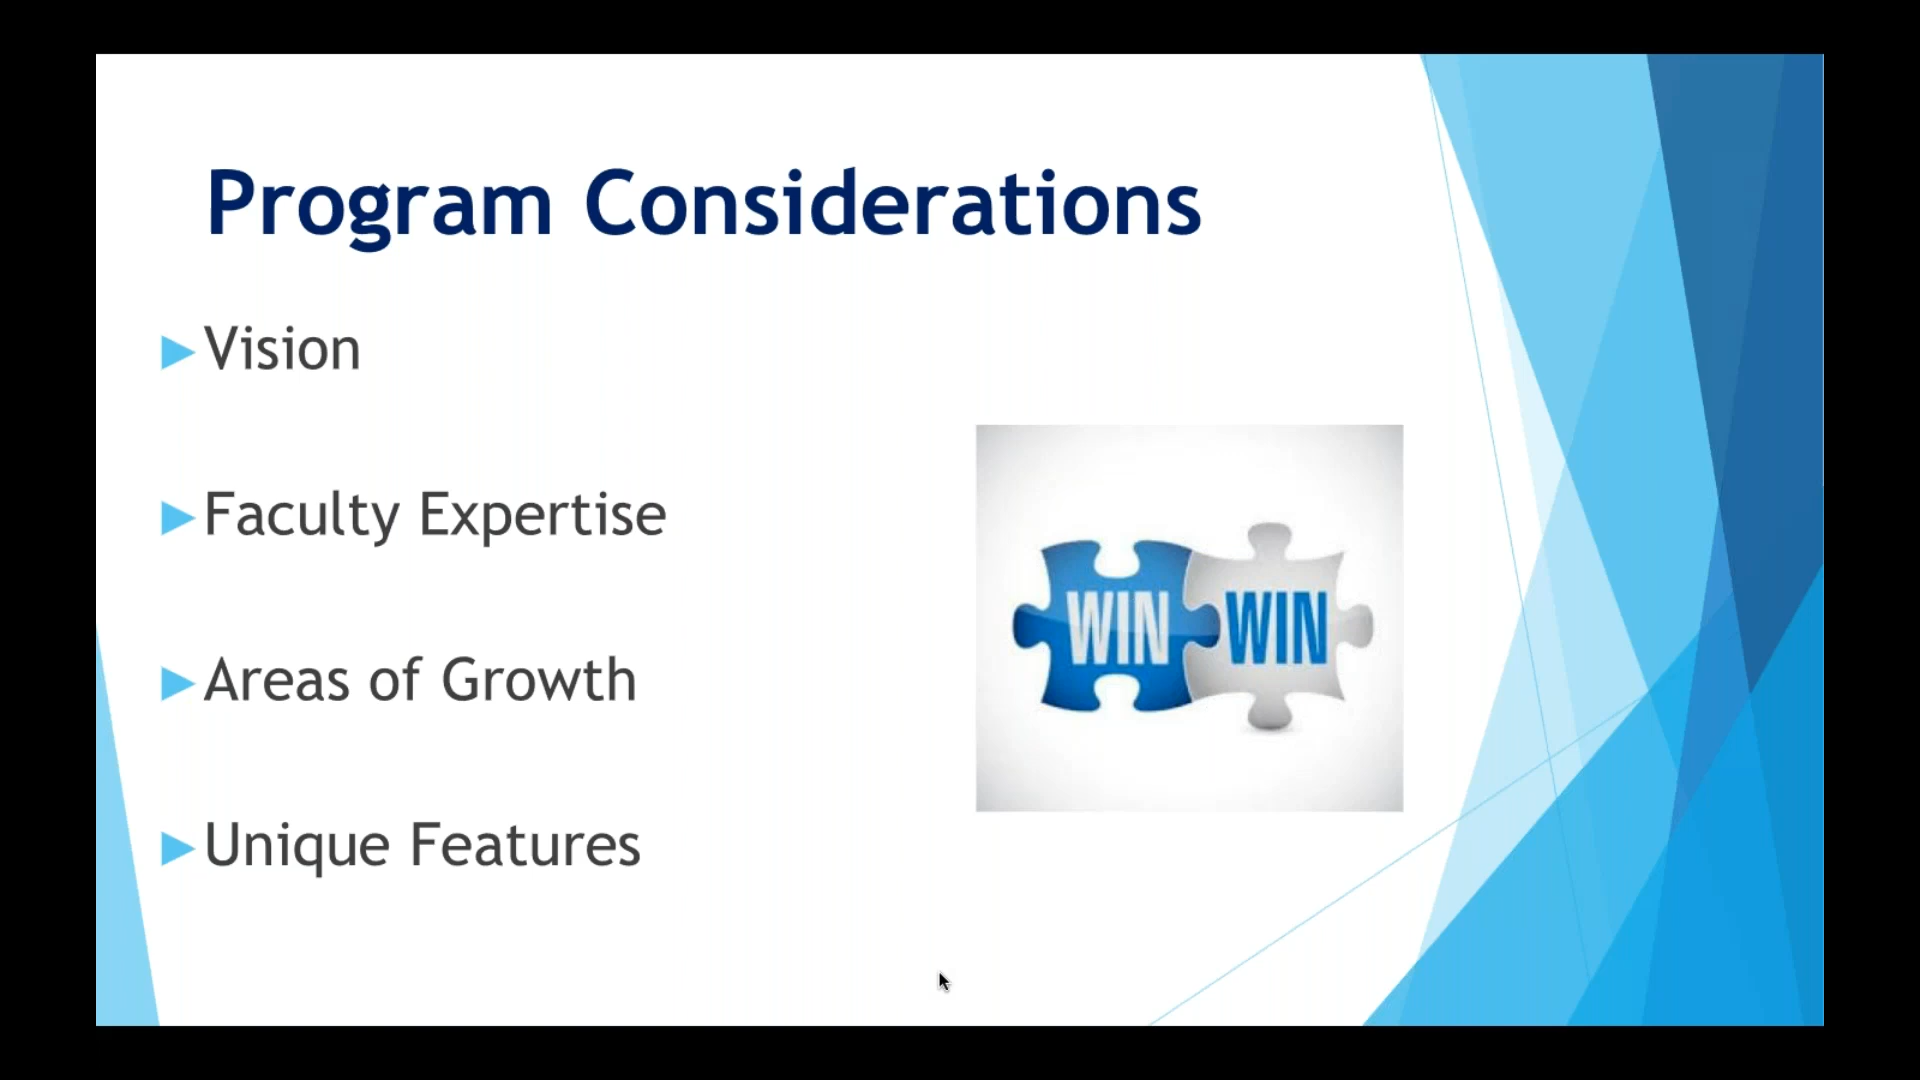 Program Considerations
Vision
Faculty Expertise
Areas of Growth
Unique Features
WIN WIN